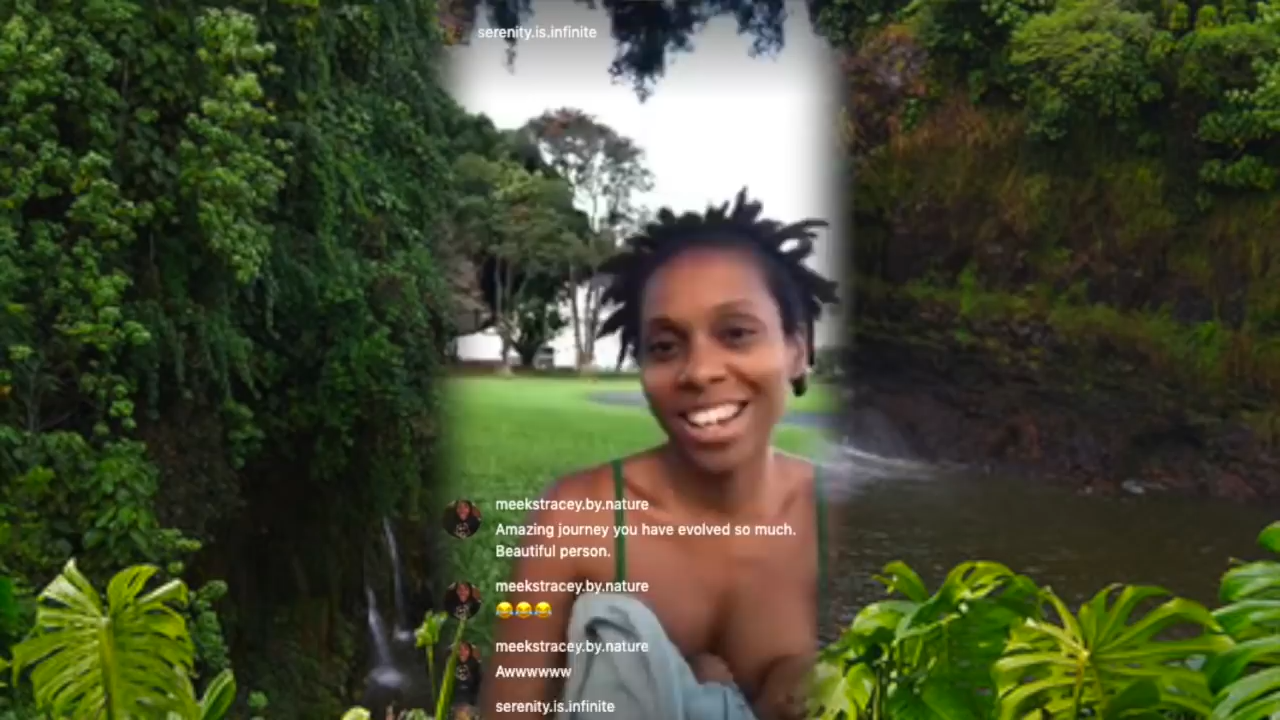 serenity.is.infinite
meekstracey.by.nature
Amazing journey you have evolved so much.
Beautiful person.
meekstracey.by.nature
😂😂😂
meekstracey.by.nature
Awwwwww
serenity.is.infinite